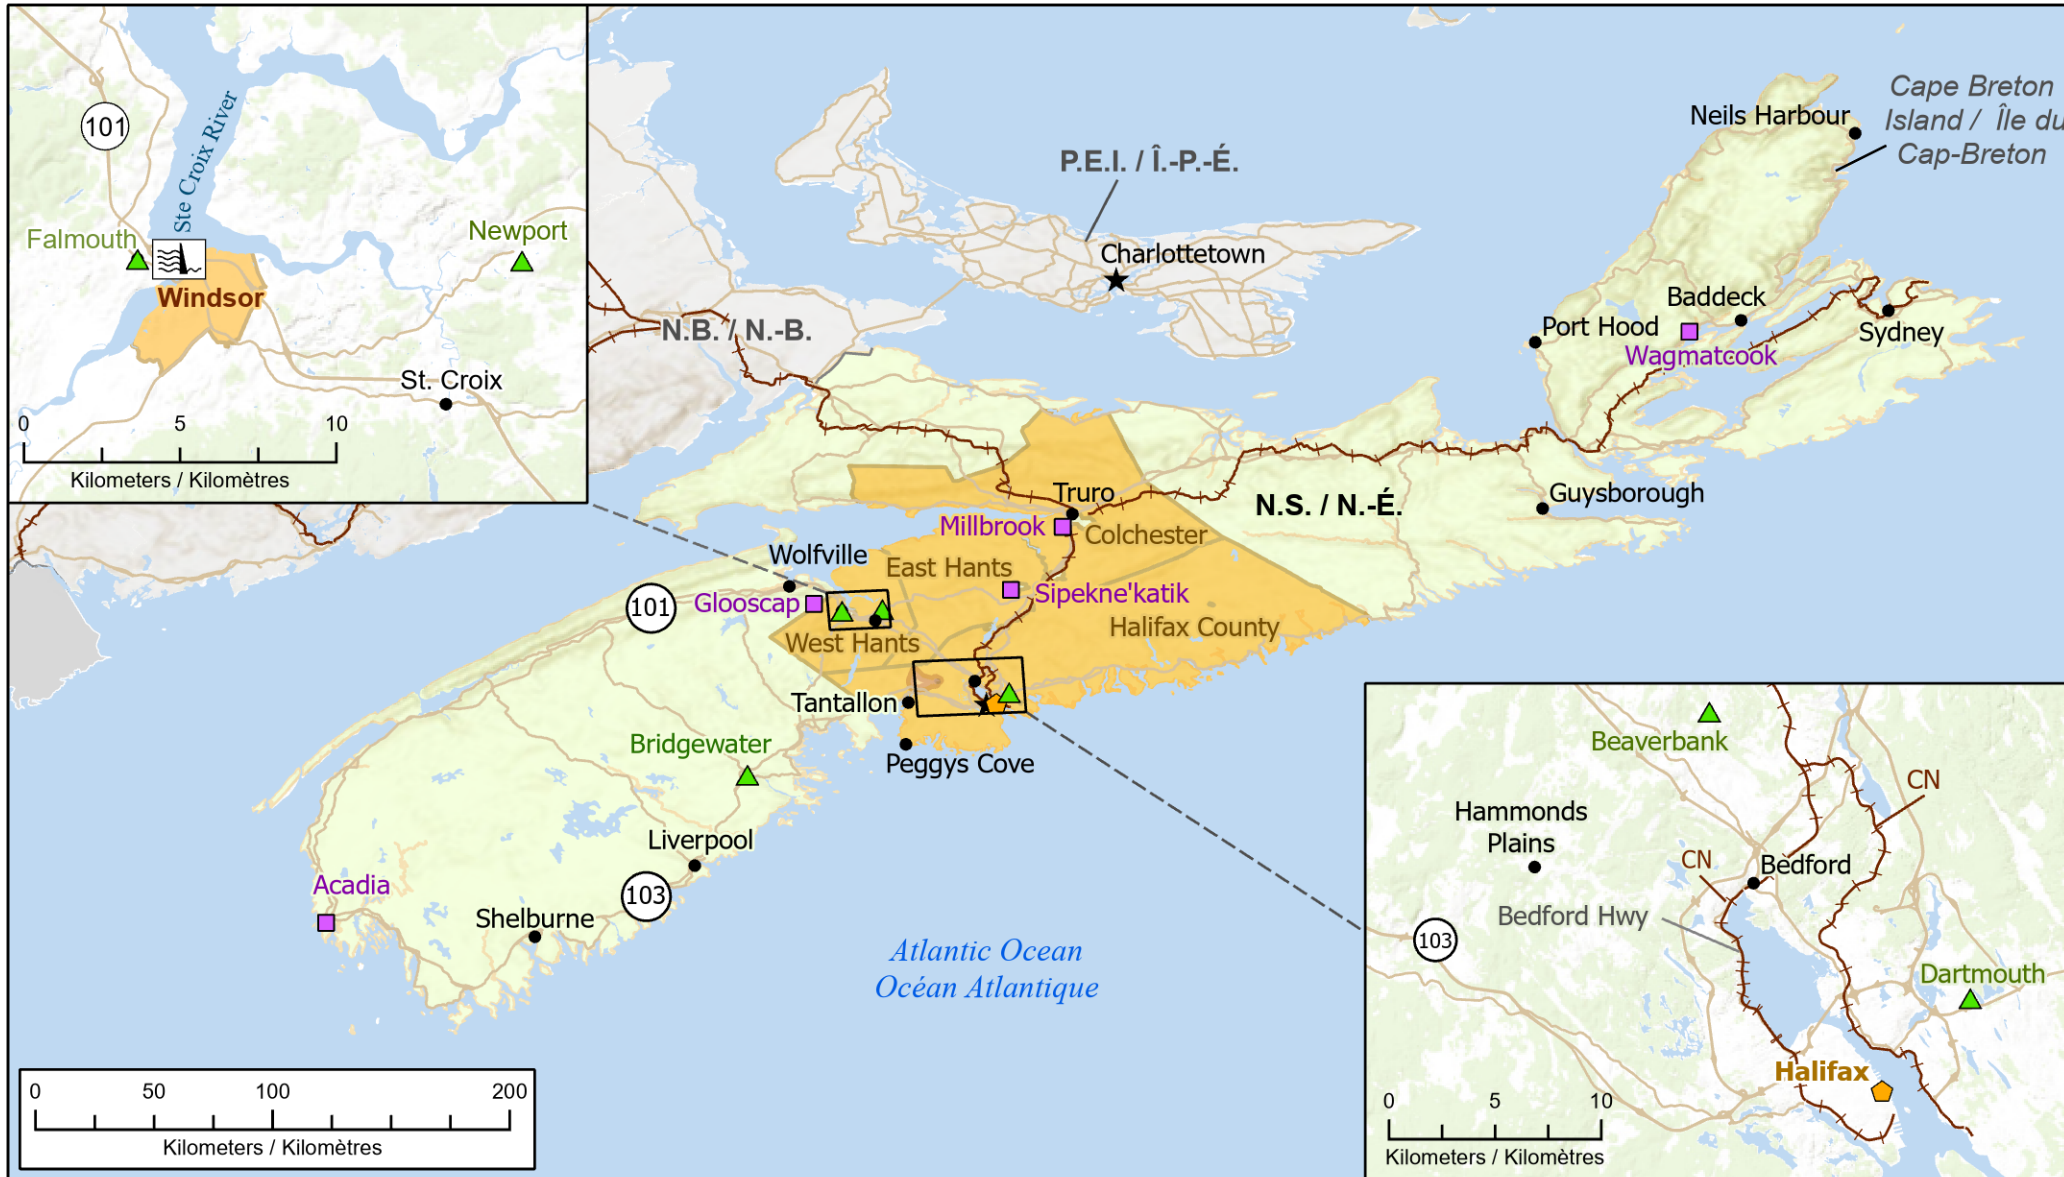 101
Ste Croix River
Falmouth
Newport
Windsor
St. Croix
0 5 10
Kilometers / Kilomètres
P.E.I. / Î.-P.-É.
Charlottetown
N.B. / N.-B.
Neils Harbour
Cape Breton
Island / Île du
Cap-Breton
Baddeck
Port Hood
Wagmatcook
Sydney
Truro
N.S. / N.-É.
Guysborough
Millbrook
Colchester
Wolfville
East Hants
101
Glooscap
Sipekne'katik
West Hants
Halifax County
Tantallon
Bridgewater
Peggys Cove
Liverpool
Acadia
103
Shelburne
Atlantic Ocean
Océan Atlantique
0 50 100 200
Kilometers / Kilomètres
Beaverbank
CN
Hammonds
Plains
CN
Bedford
Bedford Hwy
103
Dartmouth
Halifax
0 5 10
Kilometers / Kilomètres